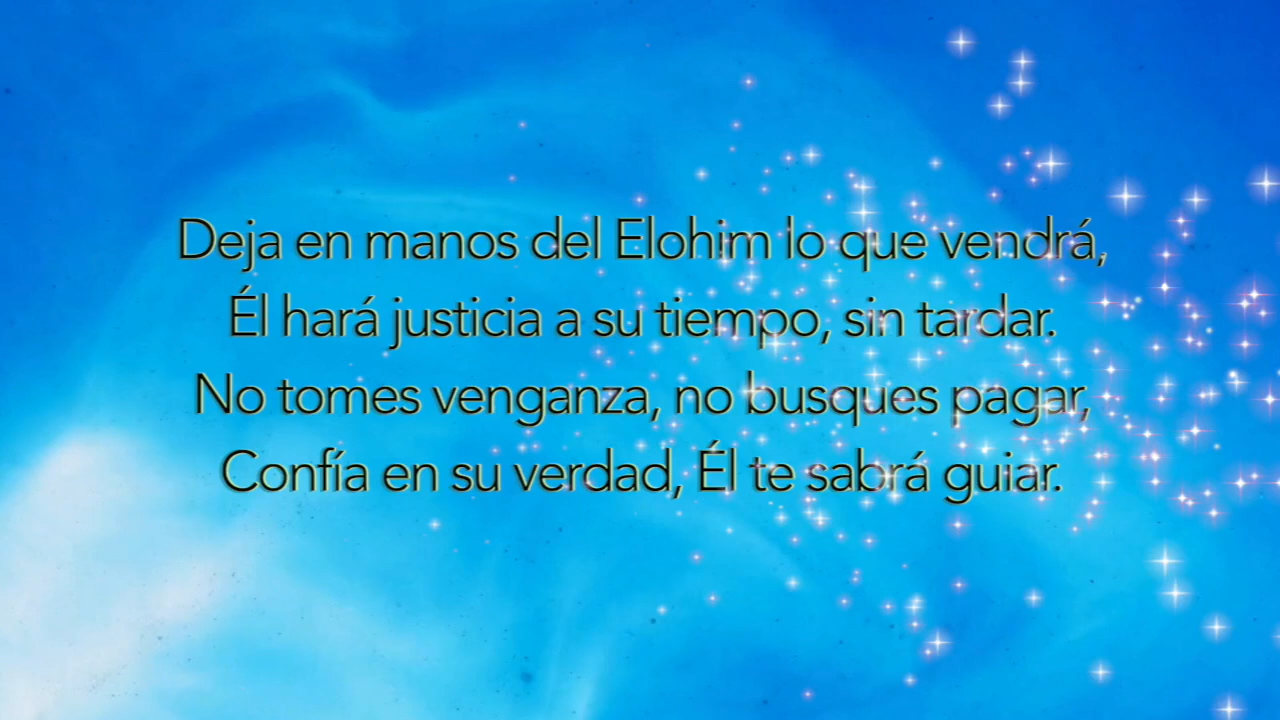 Deja en manos del Elohim lo que vendrá,
Él hará justicia a su tiempo, sin tardar.
No tomes venganza, no busques pagar,
Confía en su verdad, Él te sabrá guiar.